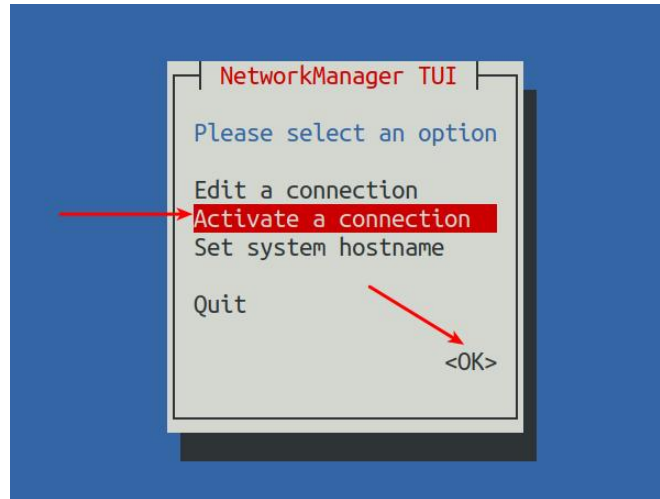 NetworkManager TUI
Please select an option
Edit a connection
Activate a connection
Set system hostname
Quit
<OK>